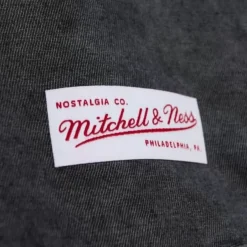 NOSTALGIA CO.
Mitchell & Ness
PHILADELPHIA, PA.